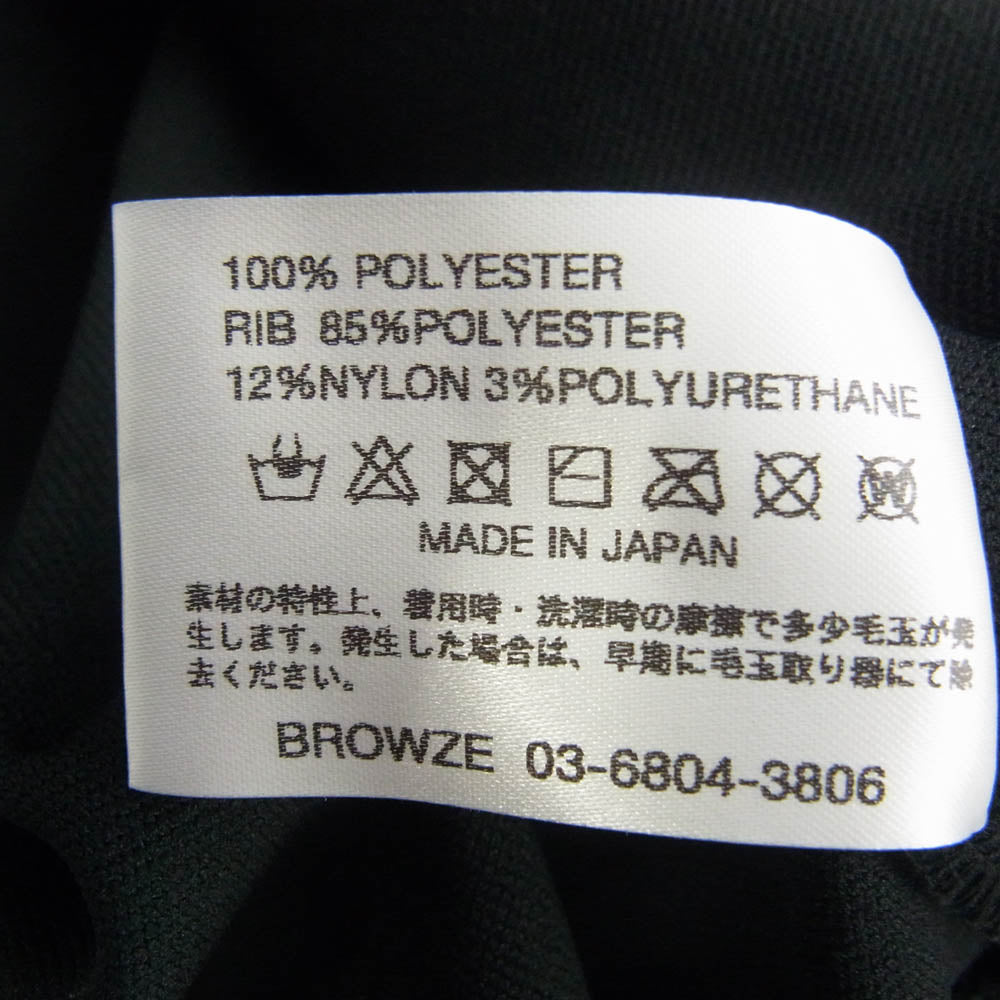 100% POLYESTER
RIB 85%POLYESTER
12%NYLON 3%POLYURETHANE
W
MADE IN JAPAN
素材の特性上、着用時・洗濯時の摩擦で多少毛玉が発
生します。発生した場合は、早期に毛玉取り器にて除
去ください。
BROWZE 03-6804-3806